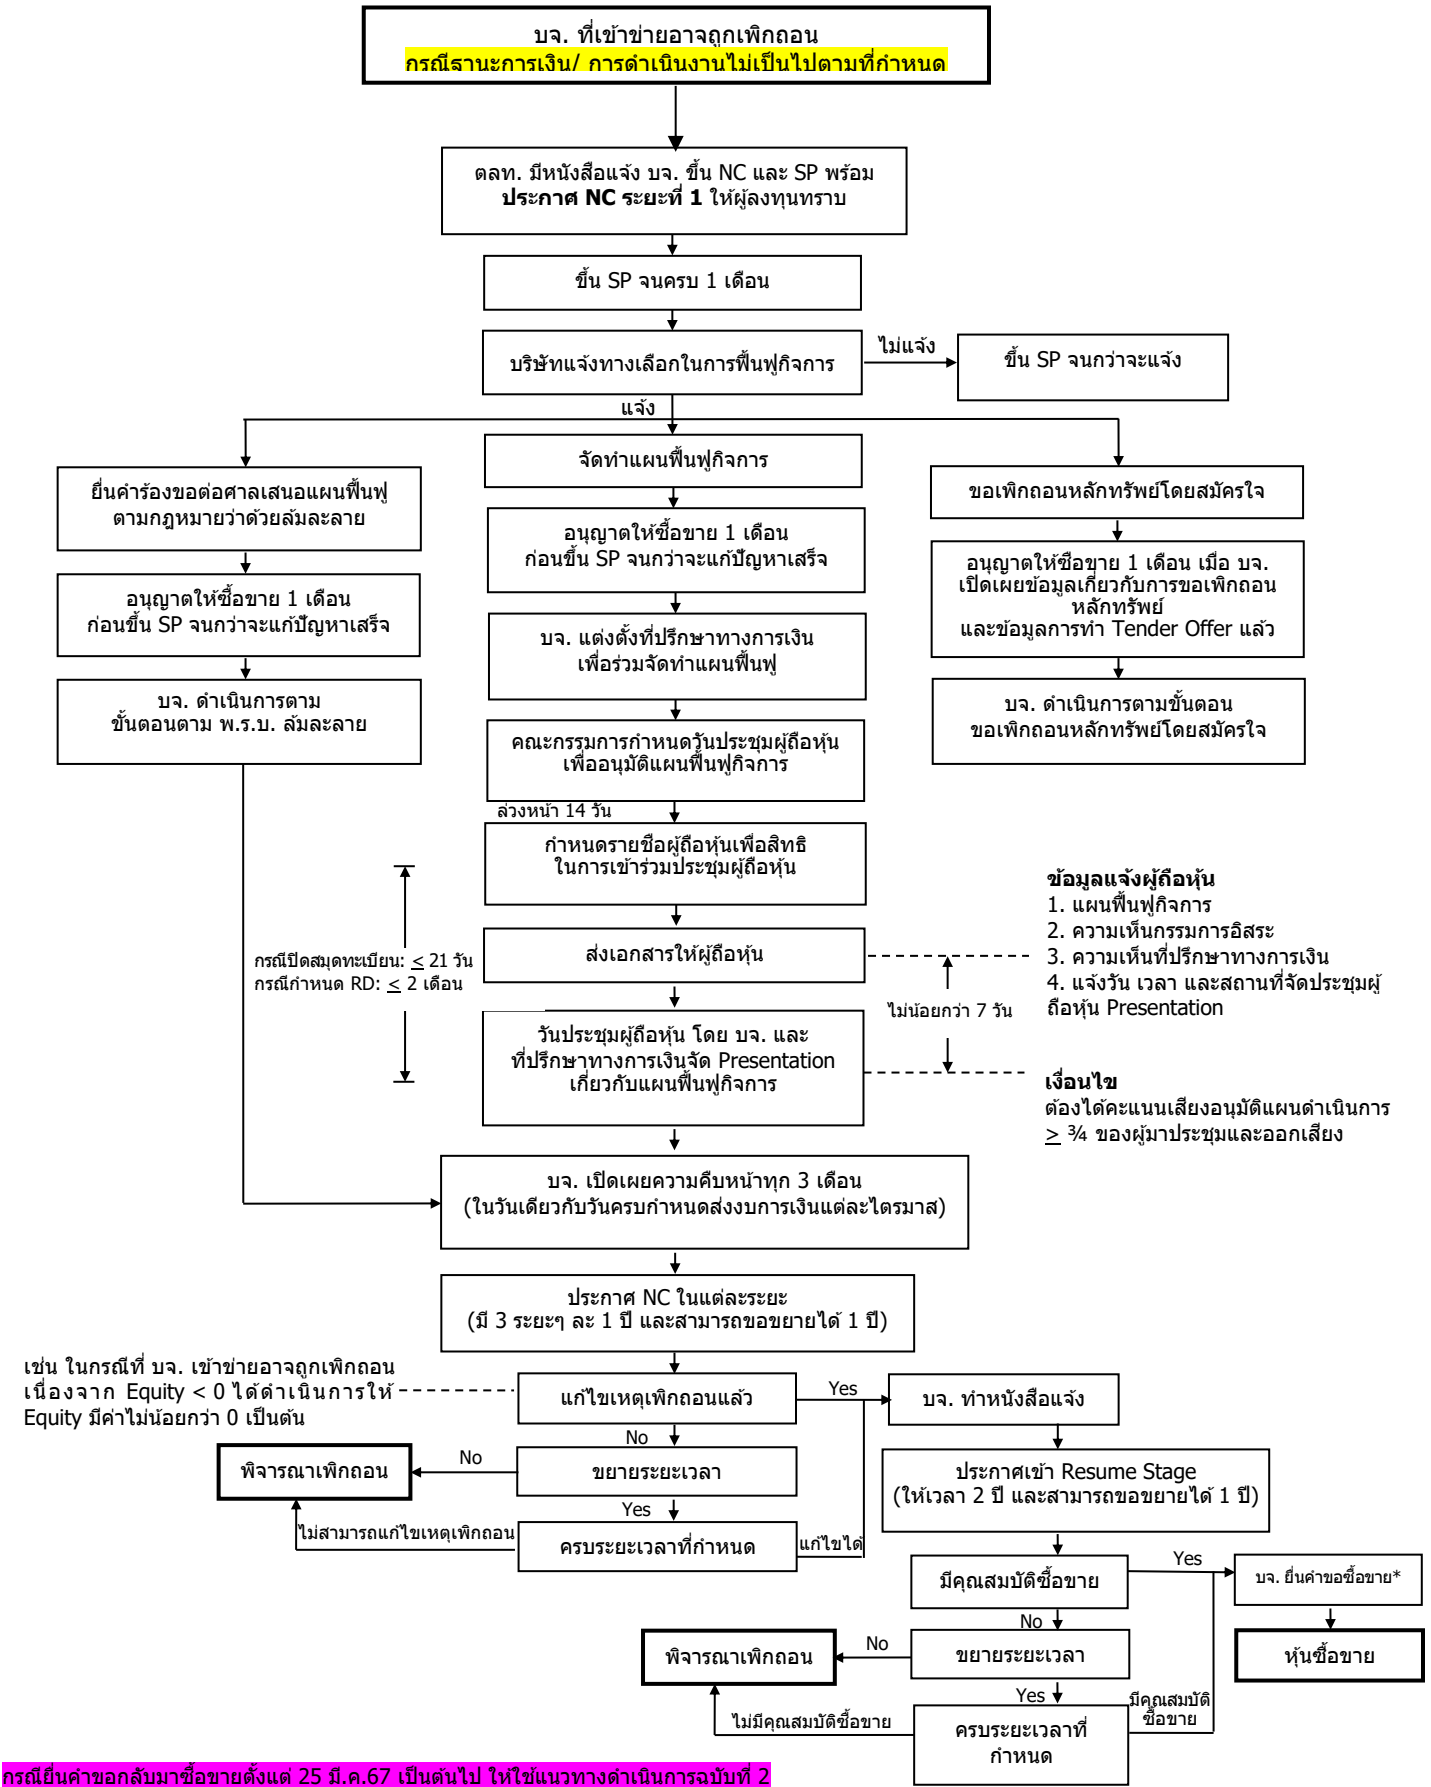 บจ. ที่เข้าข่ายอาจถูกเพิกถอน
กรณีฐานะการเงิน/ การดำเนินงานไม่เป็นไปตามที่กำหนด
ตลท. มีหนังสือแจ้ง บจ. ขึ้น NC และ SP พร้อม
ประกาศ NC ระยะที่ 1 ให้ผู้ลงทุนทราบ
ขึ้น SP จนครบ 1 เดือน
บริษัทแจ้งทางเลือกในการฟื้นฟูกิจการ
ไม่แจ้ง
ขึ้น SP จนกว่าจะแจ้ง
แจ้ง
ยื่นคำร้องขอต่อศาลเสนอแผนฟื้นฟู
ตามกฎหมายว่าด้วยล้มละลาย
อนุญาตให้ซื้อขาย 1 เดือน
ก่อนขึ้น SP จนกว่าจะแก้ปัญหาเสร็จ
บจ. ดำเนินการตาม
ขั้นตอนตาม พ.ร.บ. ล้มละลาย
จัดทำแผนฟื้นฟูกิจการ
อนุญาตให้ซื้อขาย 1 เดือน
ก่อนขึ้น SP จนกว่าจะแก้ปัญหาเสร็จ
บจ. แต่งตั้งที่ปรึกษาทางการเงิน
เพื่อร่วมจัดทำแผนฟื้นฟู
คณะกรรมการกำหนดวันประชุมผู้ถือหุ้น
เพื่ออนุมัติแผนฟื้นฟูกิจการ
ล่วงหน้า 14 วัน
กำหนดรายชื่อผู้ถือหุ้นเพื่อสิทธิ
ในการเข้าร่วมประชุมผู้ถือหุ้น
ส่งเอกสารให้ผู้ถือหุ้น
วันประชุมผู้ถือหุ้น โดย บจ. และ
ที่ปรึกษาทางการเงินจัด Presentation
เกี่ยวกับแผนฟื้นฟูกิจการ
ขอเพิกถอนหลักทรัพย์โดยสมัครใจ
อนุญาตให้ซื้อขาย 1 เดือน เมื่อ บจ.
เปิดเผยข้อมูลเกี่ยวกับการขอเพิกถอน
หลักทรัพย์
และข้อมูลการทำ Tender Offer แล้ว
บจ. ดำเนินการตามขั้นตอน
ขอเพิกถอนหลักทรัพย์โดยสมัครใจ
กรณีปิดสมุดทะเบียน: < 21 วัน
กรณีกำหนด RD: < 2 เดือน
ไม่น้อยกว่า 7 วัน
ข้อมูลแจ้งผู้ถือหุ้น
1. แผนฟื้นฟูกิจการ
2. ความเห็นกรรมการอิสระ
3. ความเห็นที่ปรึกษาทางการเงิน
4. แจ้งวัน เวลา และสถานที่จัดประชุมผู้
ถือหุ้น Presentation
เงื่อนไข
ต้องได้คะแนนเสียงอนุมัติแผนดำเนินการ
> ¾ ของผู้มาประชุมและออกเสียง
บจ. เปิดเผยความคืบหน้าทุก 3 เดือน
(ในวันเดียวกับวันครบกำหนดส่งงบการเงินแต่ละไตรมาส)
ประกาศ NC ในแต่ละระยะ
(มี 3 ระยะๆ ละ 1 ปี และสามารถขอขยายได้ 1 ปี)
เช่น ในกรณีที่ บจ. เข้าข่ายอาจถูกเพิกถอน
เนื่องจาก Equity < 0 ได้ดำเนินการให้
Equity มีค่าไม่น้อยกว่า 0 เป็นต้น
แก้ไขเหตุเพิกถอนแล้ว
Yes
บจ. ทำหนังสือแจ้ง
No
พิจารณาเพิกถอน
No
ขยายระยะเวลา
Yes
ไม่สามารถแก้ไขเหตุเพิกถอน
ครบระยะเวลาที่กำหนด
แก้ไขได้
ประกาศเข้า Resume Stage
(ให้เวลา 2 ปี และสามารถขอขยายได้ 1 ปี)
มีคุณสมบัติซื้อขาย
Yes
บจ. ยื่นคำขอซื้อขาย*
No
หุ้นซื้อขาย
พิจารณาเพิกถอน
No
ขยายระยะเวลา
Yes
ไม่มีคุณสมบัติซื้อขาย
ครบระยะเวลาที่
กำหนด
มีคุณสมบัติ
ซื้อขาย
กรณียื่นคำขอกลับมาซื้อขายตั้งแต่ 25 มี.ค.67 เป็นต้นไป ให้ใช้แนวทางดำเนินการฉบับที่ 2